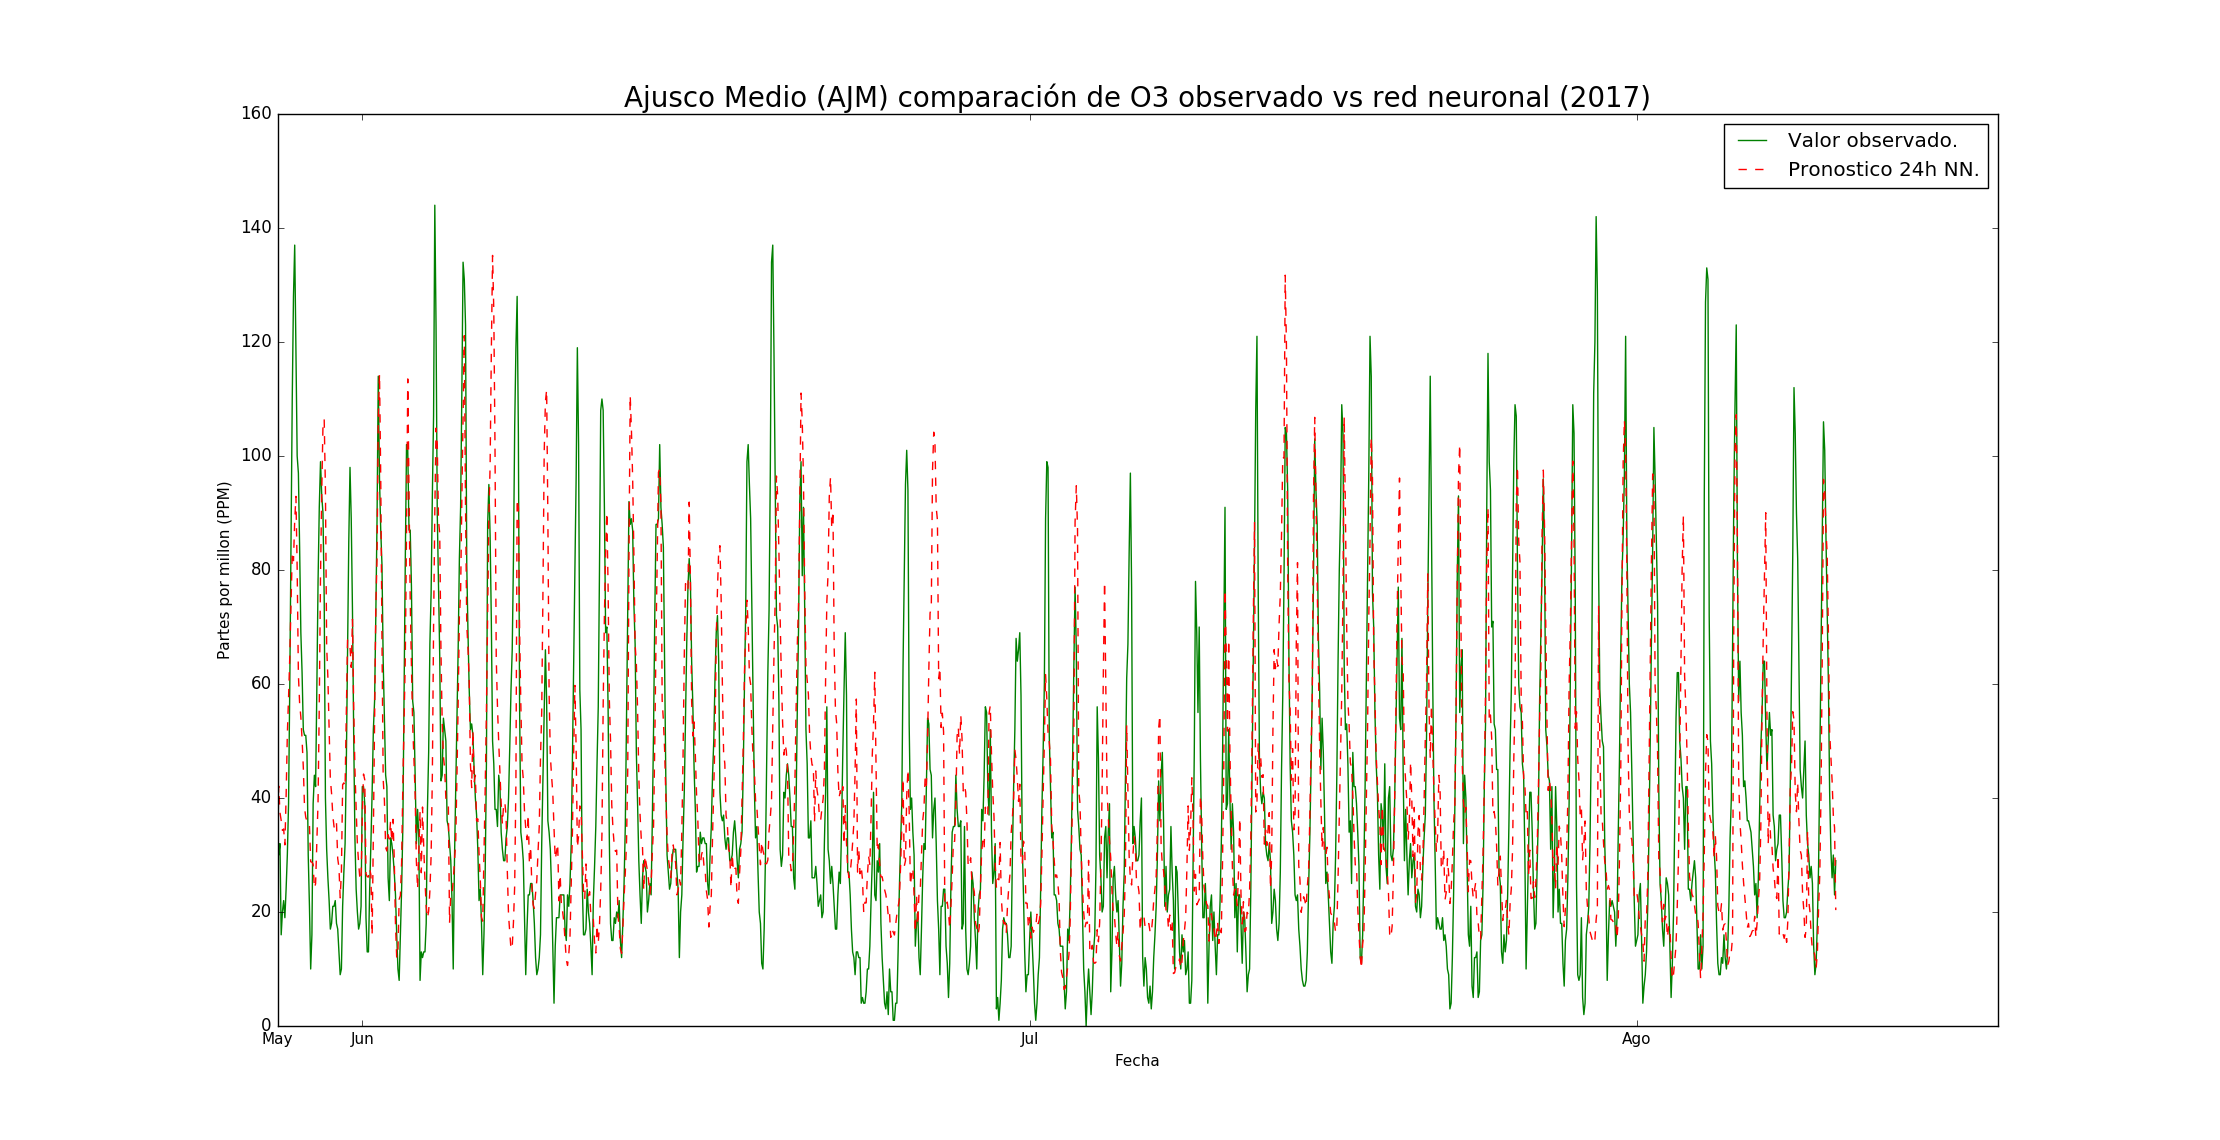 Ajusco Medio (AJM) comparación de O3 observado vs red neuronal (2017)
160
140
120
100
80
60
40
20
0
Partes por millon (PPM)
Valor observado.
Pronostico 24h NN.
May
Jun
Jul
Ago
Fecha